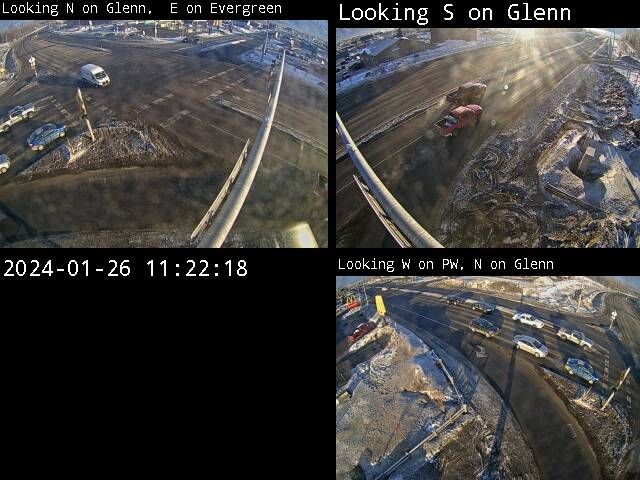 Looking N on Glenn,  E on Evergreen
Looking S on Glenn
2024-01-26 11:22:18
Looking W on PW, N on Glenn